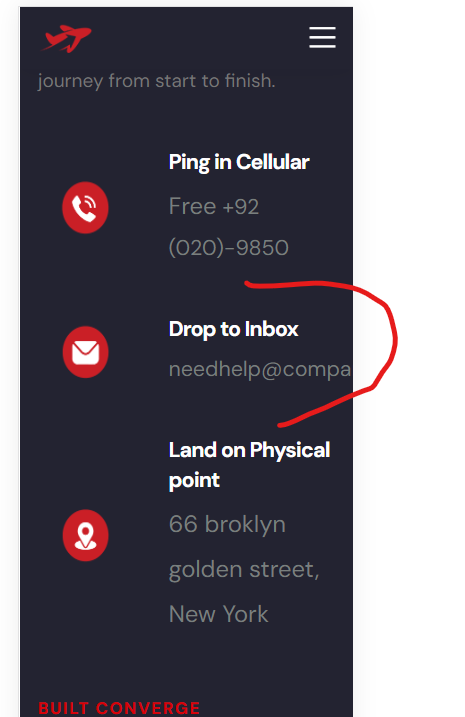 journey from start to finish.
Ping in Cellular
Free +92
(020)-9850
Drop to Inbox
needhelp@compa
Land on Physical
point
66 broklyn
golden street,
New York
BUILT CONVERGE